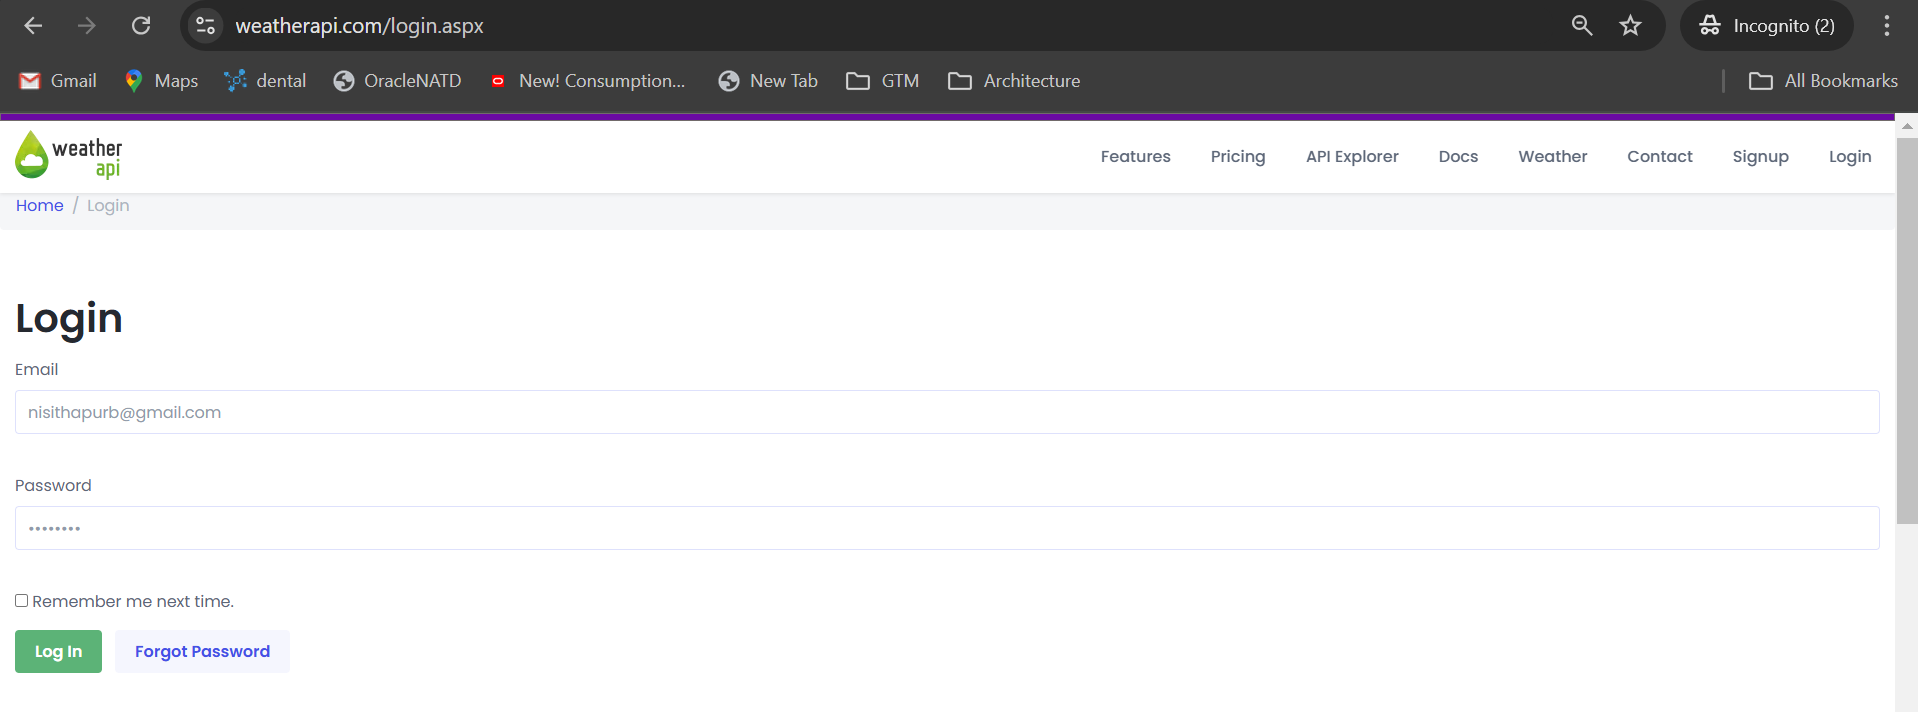 weatherapi.com/login.aspx
Incognito (2)
Gmail
Maps
dental
OracleNATD
New! Consumption...
New Tab
GTM
Architecture
All Bookmarks
weather
api
Features
Pricing
API Explorer
Docs
Weather
Contact
Signup
Login
Home / Login
Login
Email
nisithapurb@gmail.com
Password
••••••••
Remember me next time.
Log In
Forgot Password